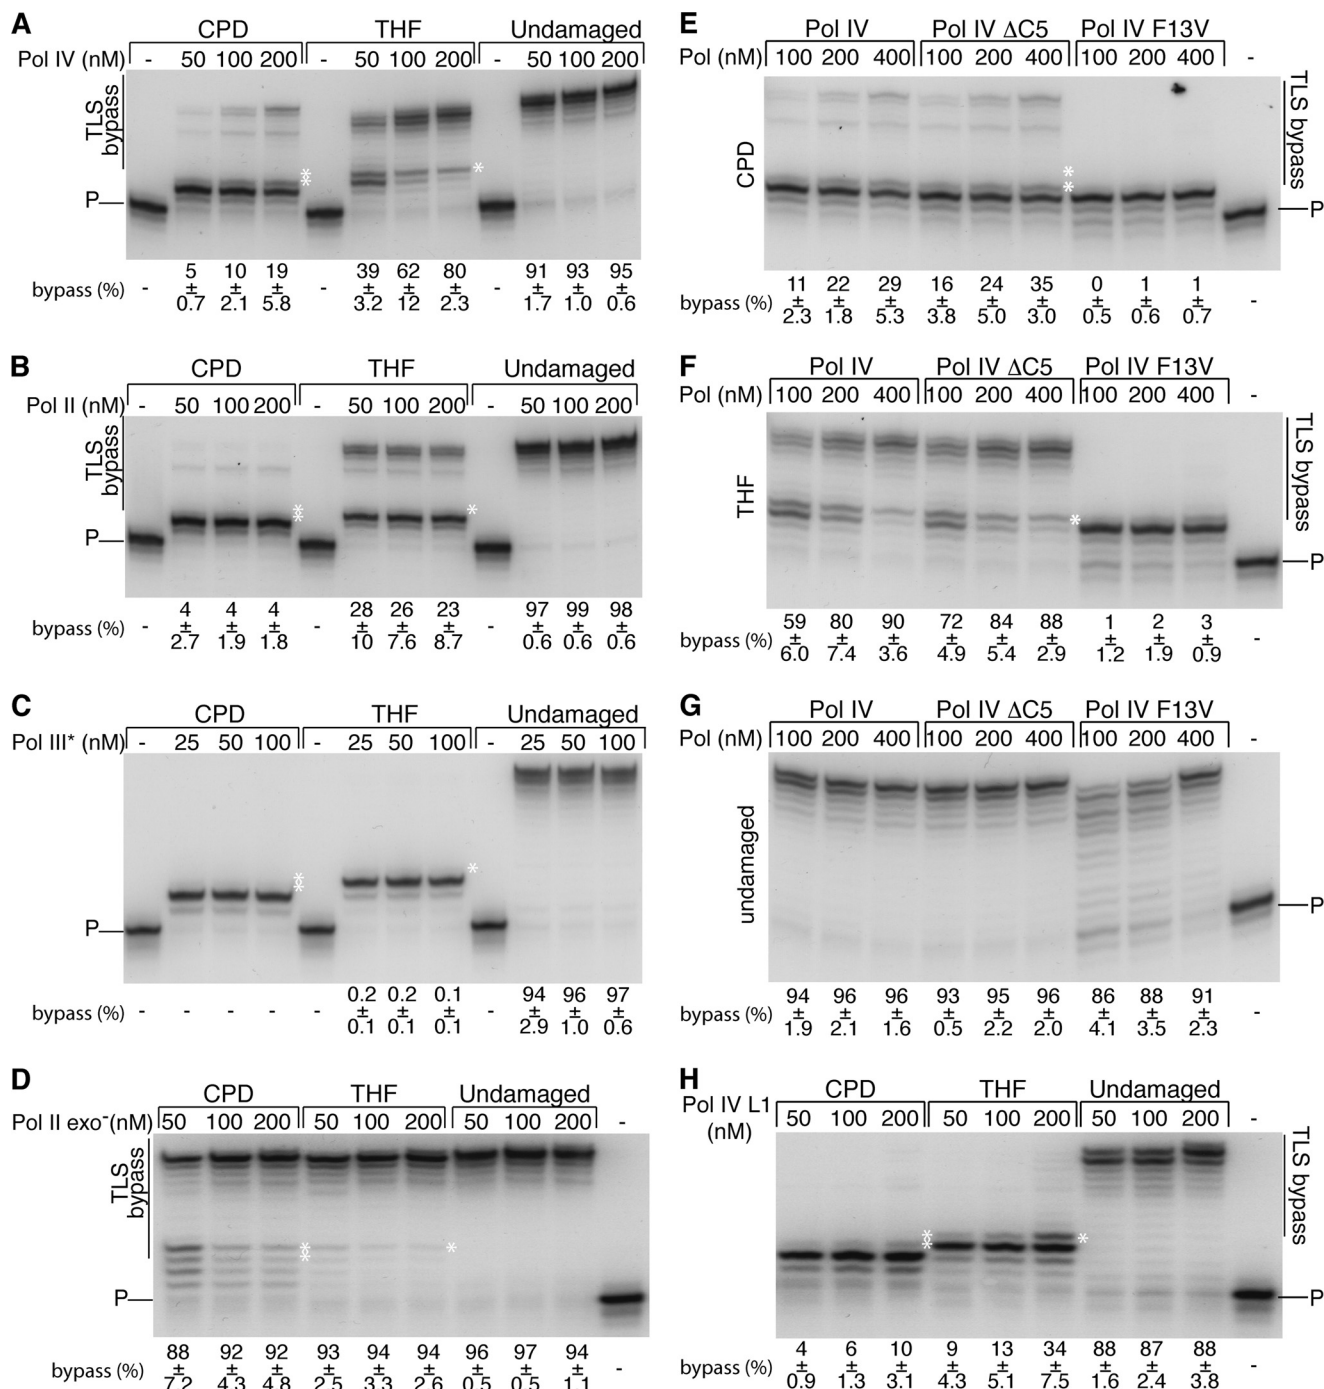 A
CPD THF Undamaged
Pol IV (nM) - 50 100 200 - 50 100 200 - 50 100 200
TLS bypass
* * *
P
5 10 19 39 62 80 91 93 95
bypass (%) - ± ± ± - ± ± ± - ± ± ±
0.7 2.1 5.8 3.2 12 2.3 1.7 1.0 0.6
B
CPD THF Undamaged
Pol II (nM) - 50 100 200 - 50 100 200 - 50 100 200
TLS bypass
* * *
P
4 4 4 28 26 23 97 99 98
bypass (%) - ± ± ± - ± ± ± - ± ± ±
2.7 1.9 1.8 10 7.6 8.7 0.6 0.6 0.6
C
CPD THF Undamaged
Pol III* (nM) - 25 50 100 - 25 50 100 - 25 50 100
* * *
P
0.2 0.2 0.1 94 96 97
bypass (%) - - - - - ± ± ± - ± ± ±
0.1 0.1 0.1 2.9 1.0 0.6
D
CPD THF Undamaged
Pol II exo⁻(nM) 50 100 200 50 100 200 50 100 200 -
TLS bypass
* * *
P
88 92 92 93 94 94 96 97 94
bypass (%) ± ± ± ± ± ± ± ± ± -
7.2 4.3 4.8 2.5 3.3 2.6 0.5 0.5 1.1
E
Pol IV Pol IV ΔC5 Pol IV F13V
Pol (nM) 100 200 400 100 200 400 100 200 400 -
CPD
TLS bypass
* *
P
11 22 29 16 24 35 0 1 1
bypass (%) ± ± ± ± ± ± ± ± ± -
2.3 1.8 5.3 3.8 5.0 3.0 0.5 0.6 0.7
F
Pol IV Pol IV ΔC5 Pol IV F13V
Pol (nM) 100 200 400 100 200 400 100 200 400 -
THF
TLS bypass
*
P
59 80 90 72 84 88 1 2 3
bypass (%) ± ± ± ± ± ± ± ± ± -
6.0 7.4 3.6 4.9 5.4 2.9 1.2 1.9 0.9
G
Pol IV Pol IV ΔC5 Pol IV F13V
Pol (nM) 100 200 400 100 200 400 100 200 400 -
undamaged
P
94 96 96 93 95 96 86 88 91
bypass (%) ± ± ± ± ± ± ± ± ± -
1.9 2.1 1.6 0.5 2.2 2.0 4.1 3.5 2.3
H
CPD THF Undamaged
Pol IV L1 (nM) 50 100 200 50 100 200 50 100 200 -
TLS bypass
* * *
P
4 6 10 9 13 34 88 87 88
bypass (%) ± ± ± ± ± ± ± ± ± -
0.9 1.3 3.1 4.3 5.1 7.5 1.6 2.4 3.8